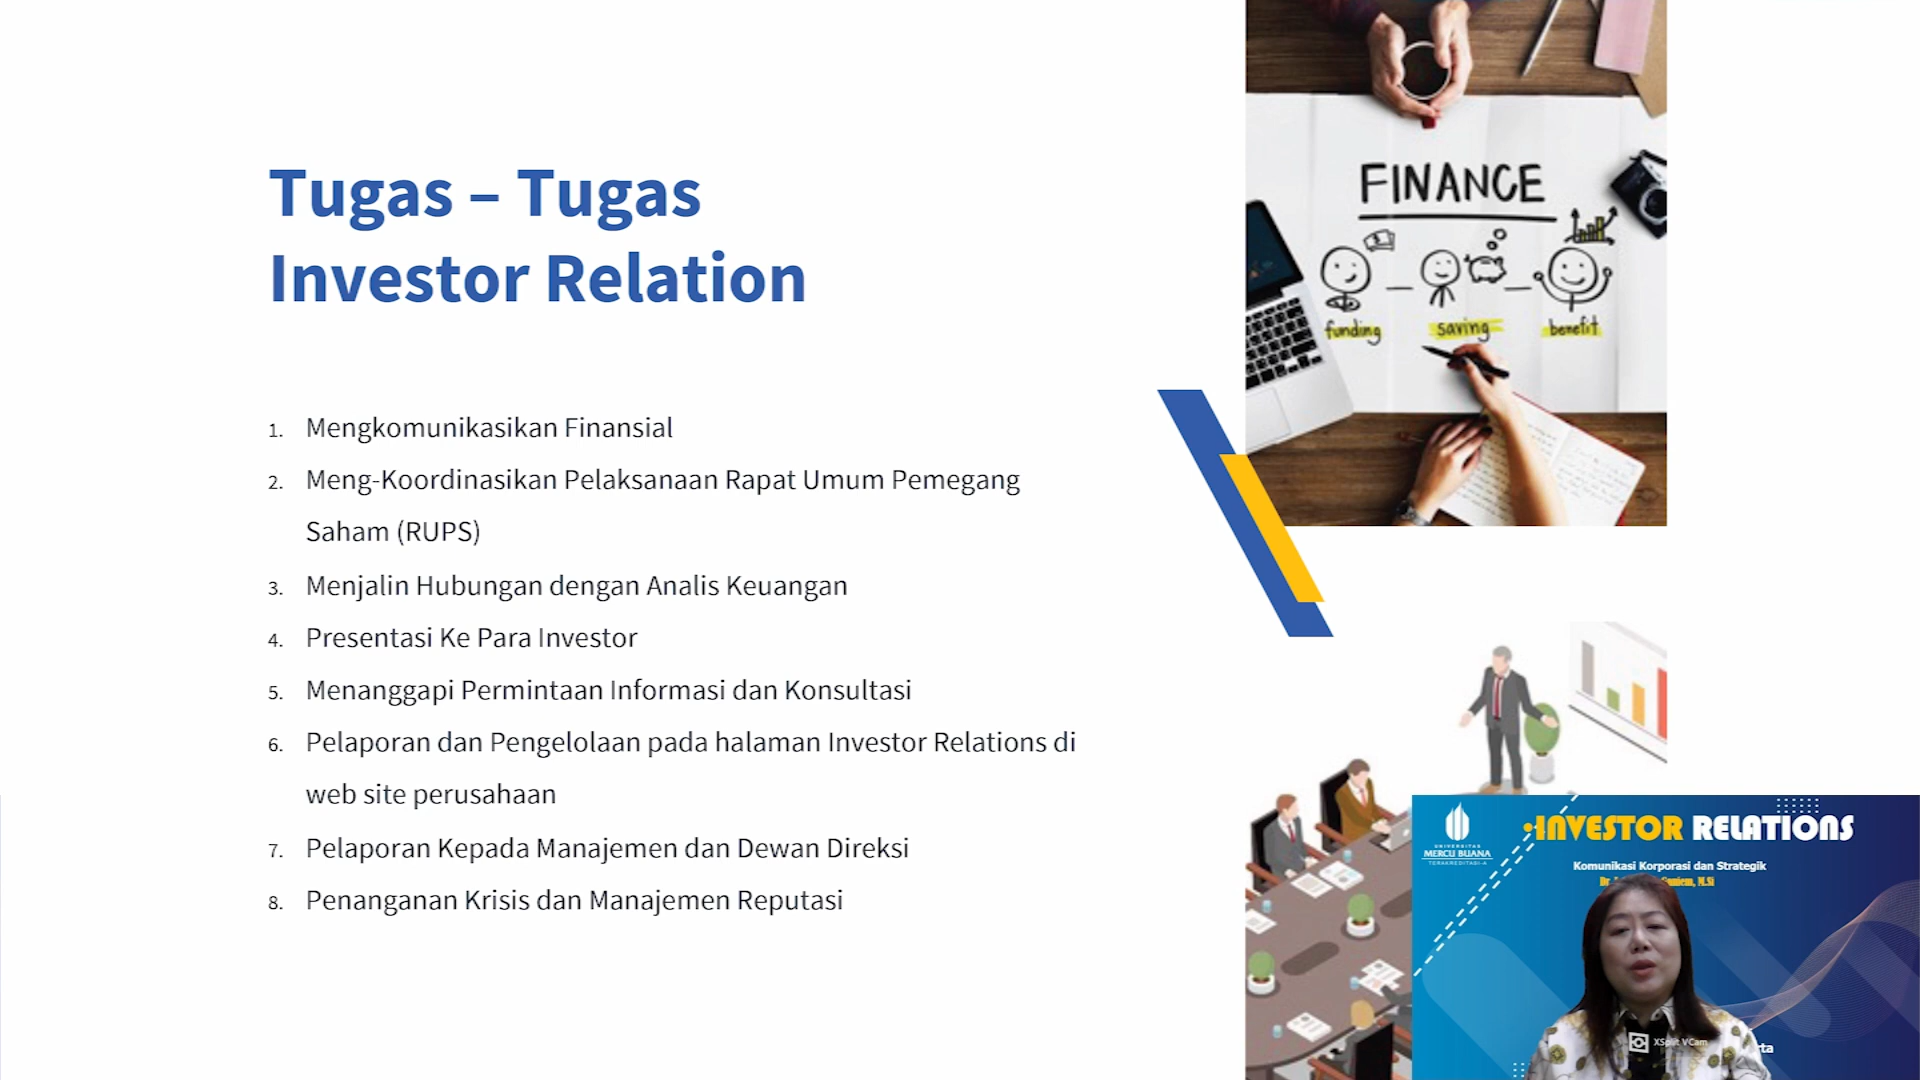 Tugas – Tugas
Investor Relation
1. Mengkomunikasikan Finansial
2. Meng-Koordinasikan Pelaksanaan Rapat Umum Pemegang
Saham (RUPS)
3. Menjalin Hubungan dengan Analis Keuangan
4. Presentasi Ke Para Investor
5. Menanggapi Permintaan Informasi dan Konsultasi
6. Pelaporan dan Pengelolaan pada halaman Investor Relations di
web site perusahaan
7. Pelaporan Kepada Manajemen dan Dewan Direksi
8. Penanganan Krisis dan Manajemen Reputasi
FINANCE
funding saving benefit
UNIVERSITAS
MERCU BUANA
TERAKREDITASI-A
INVESTOR RELATIONS
Komunikasi Korporasi dan Strategik
M.Si
XSplit VCam